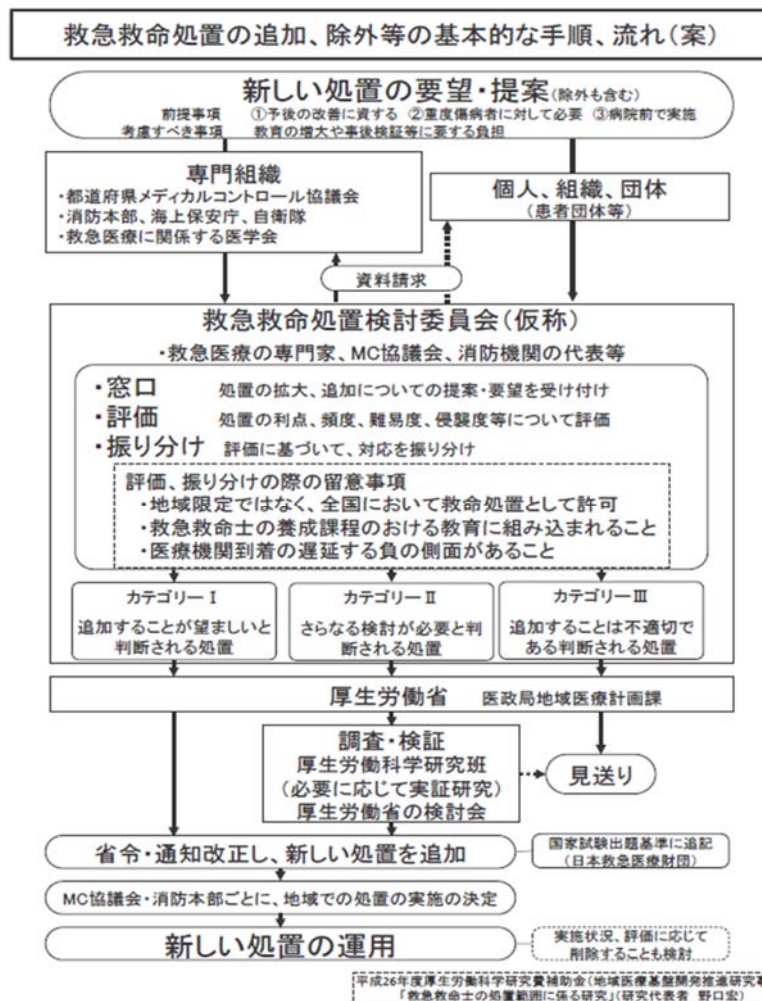 救急救命処置の追加、除外等の基本的な手順、流れ(案)
新しい処置の要望・提案(除外も含む)
前提事項 ①予後の改善に資する ②重度傷病者に対して必要 ③病院前で実施
考慮すべき事項 教育の増大や事後検証等に要する負担
専門組織
・都道府県メディカルコントロール協議会
・消防本部、海上保安庁、自衛隊
・救急医療に関係する医学会
個人、組織、団体
(患者団体等)
資料請求
救急救命処置検討委員会(仮称)
・救急医療の専門家、MC協議会、消防機関の代表等
・窓口 処置の拡大、追加についての提案・要望を受け付け
・評価 処置の利点、頻度、難易度、侵襲度等について評価
・振り分け 評価に基づいて、対応を振り分け
評価、振り分けの際の留意事項
・地域限定ではなく、全国において救命処置として許可
・救急救命士の養成課程のおける教育に組み込まれること
・医療機関到着の遅延する負の側面があること
カテゴリーⅠ
追加することが望ましいと
判断される処置
カテゴリーⅡ
さらなる検討が必要と判
断される処置
カテゴリーⅢ
追加することは不適切で
ある判断される処置
厚生労働省 医政局地域医療計画課
調査・検証
厚生労働科学研究班
(必要に応じて実証研究)
厚生労働省の検討会
見送り
省令・通知改正し、新しい処置を追加
国家試験出題基準に追記
(日本救急医療財団)
MC協議会・消防本部ごとに、地域での処置の実施の決定
新しい処置の運用
実施状況、評価に応じて
削除することも検討
平成26年度厚生労働科学研究費補助金(地域医療基盤開発推進研究事
「救急救命士の処置範囲に係る研究」(研究代表者 野口宏)